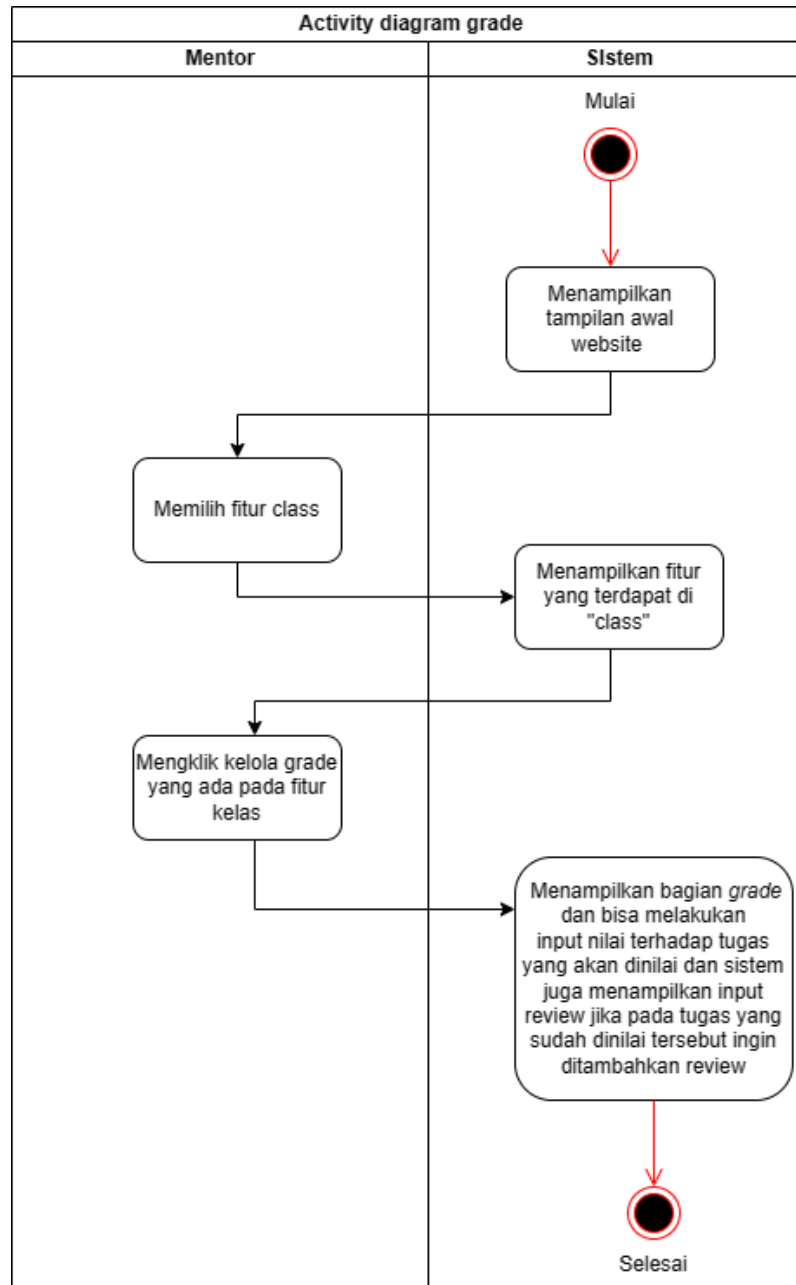 Activity diagram grade
Mentor
SIstem
Mulai
Menampilkan
tampilan awal
website
Memilih fitur class
Menampilkan fitur
yang terdapat di
"class"
Mengklik kelola grade
yang ada pada fitur
kelas
Menampilkan bagian grade
dan bisa melakukan
input nilai terhadap tugas
yang akan dinilai dan sistem
juga menampilkan input
review jika pada tugas yang
sudah dinilai tersebut ingin
ditambahkan review
Selesai